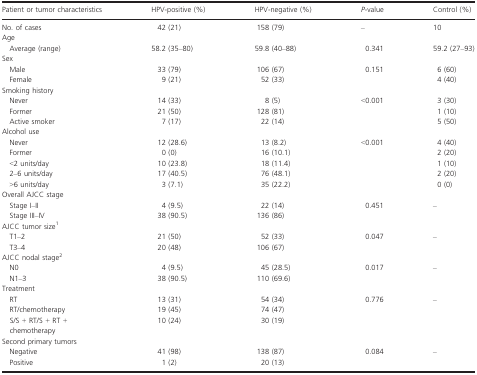 Patient or tumor characteristics HPV-positive (%) HPV-negative (%) P-value Control (%)
No. of cases 42 (21) 158 (79) – 10
Age
Average (range) 58.2 (35–80) 59.8 (40–88) 0.341 59.2 (27–93)
Sex
Male 33 (79) 106 (67) 0.151 6 (60)
Female 9 (21) 52 (33) 4 (40)
Smoking history
Never 14 (33) 8 (5) <0.001 3 (30)
Former 21 (50) 128 (81) 1 (10)
Active smoker 7 (17) 22 (14) 5 (50)
Alcohol use
Never 12 (28.6) 13 (8.2) <0.001 4 (40)
Former 0 (0) 16 (10.1) 2 (20)
<2 units/day 10 (23.8) 18 (11.4) 1 (10)
2–6 units/day 17 (40.5) 76 (48.1) 2 (20)
>6 units/day 3 (7.1) 35 (22.2) 0 (0)
Overall AJCC stage
Stage I–II 4 (9.5) 22 (14) 0.451 –
Stage III–IV 38 (90.5) 136 (86)
AJCC tumor size¹
T1–2 21 (50) 52 (33) 0.047 –
T3–4 20 (48) 106 (67)
AJCC nodal stage²
N0 4 (9.5) 45 (28.5) 0.017 –
N1–3 38 (90.5) 110 (69.6)
Treatment
RT 13 (31) 54 (34) 0.776 –
RT/chemotherapy 19 (45) 74 (47)
S/S + RT/S + RT + 10 (24) 30 (19)
chemotherapy
Second primary tumors
Negative 41 (98) 138 (87) 0.084 –
Positive 1 (2) 20 (13)